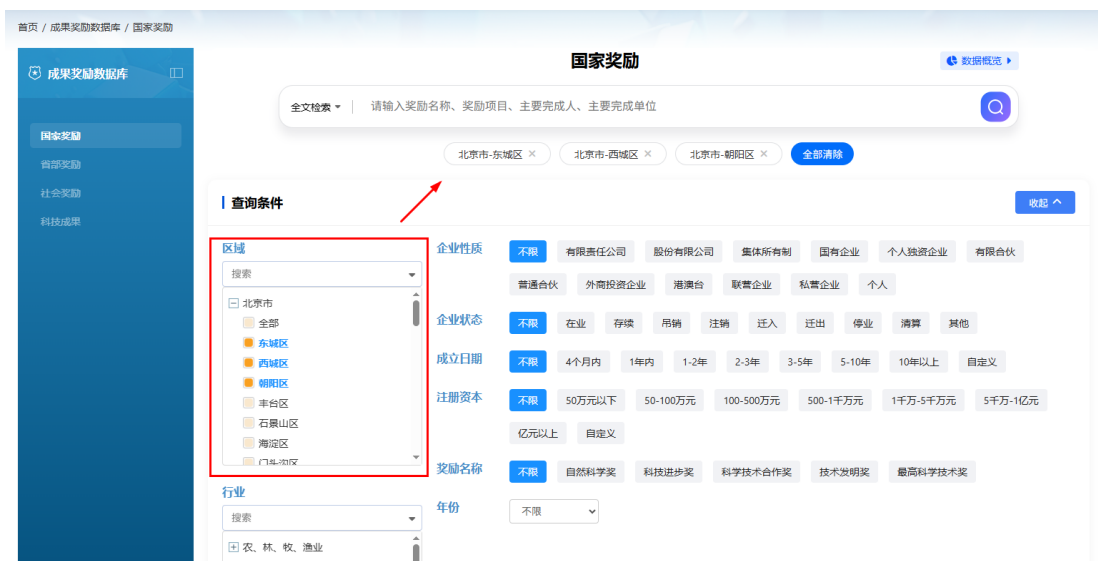 首页 / 成果奖励数据库 / 国家奖励
成果奖励数据库
国家奖励
省部奖励
社会奖励
科技成果
国家奖励
数据概览
全文检索
请输入奖励名称、奖励项目、主要完成人、主要完成单位
北京市-东城区 ×
北京市-西城区 ×
北京市-朝阳区 ×
全部清除
查询条件
收起
区域
搜索
北京市
全部
东城区
西城区
朝阳区
丰台区
石景山区
海淀区
门头沟区
行业
搜索
农、林、牧、渔业
企业性质
不限 有限责任公司 股份有限公司 集体所有制 国有企业 个人独资企业 有限合伙
普通合伙 外商投资企业 港澳台 联营企业 私营企业 个人
企业状态
不限 在业 存续 吊销 注销 迁入 迁出 停业 清算 其他
成立日期
不限 4个月内 1年内 1-2年 2-3年 3-5年 5-10年 10年以上 自定义
注册资本
不限 50万元以下 50-100万元 100-500万元 500-1千万元 1千万-5千万元 5千万-1亿元
亿元以上 自定义
奖励名称
不限 自然科学奖 科技进步奖 科学技术合作奖 技术发明奖 最高科学技术奖
年份
不限